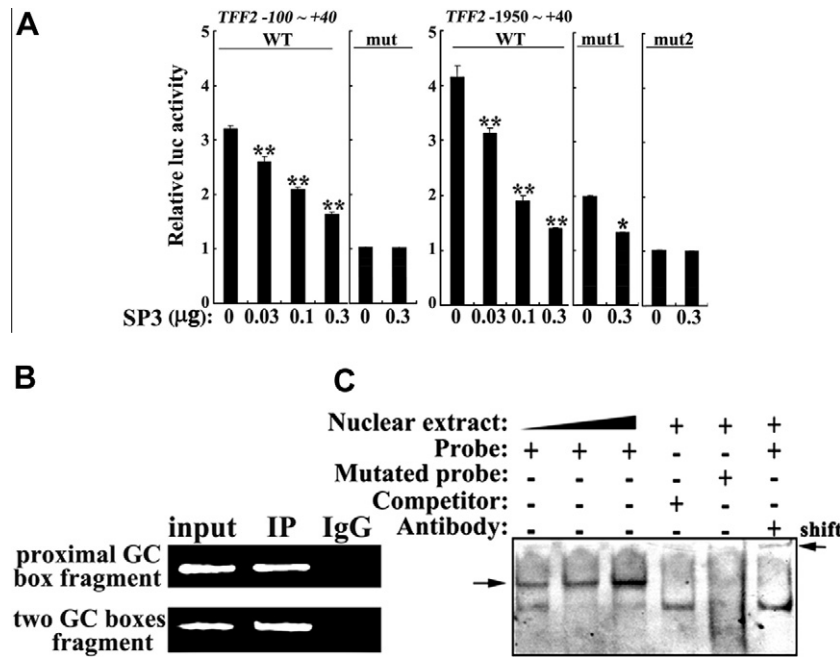 A
TFF2 -100 ~ +40
TFF2 -1950 ~ +40
WT
mut
WT
mut1
mut2
Relative luc activity
5
4
3
2
1
0
**
**
**
5
4
3
2
1
0
**
**
**
*
SP3 (μg): 0 0.03 0.1 0.3 0 0.3 0 0.03 0.1 0.3 0 0.3 0 0.3
B
input IP IgG
proximal GC
box fragment
two GC boxes
fragment
C
Nuclear extract: + + +
Probe: + + + - - +
Mutated probe: - - - - + -
Competitor: - - - + - -
Antibody: - - - - - +
shift